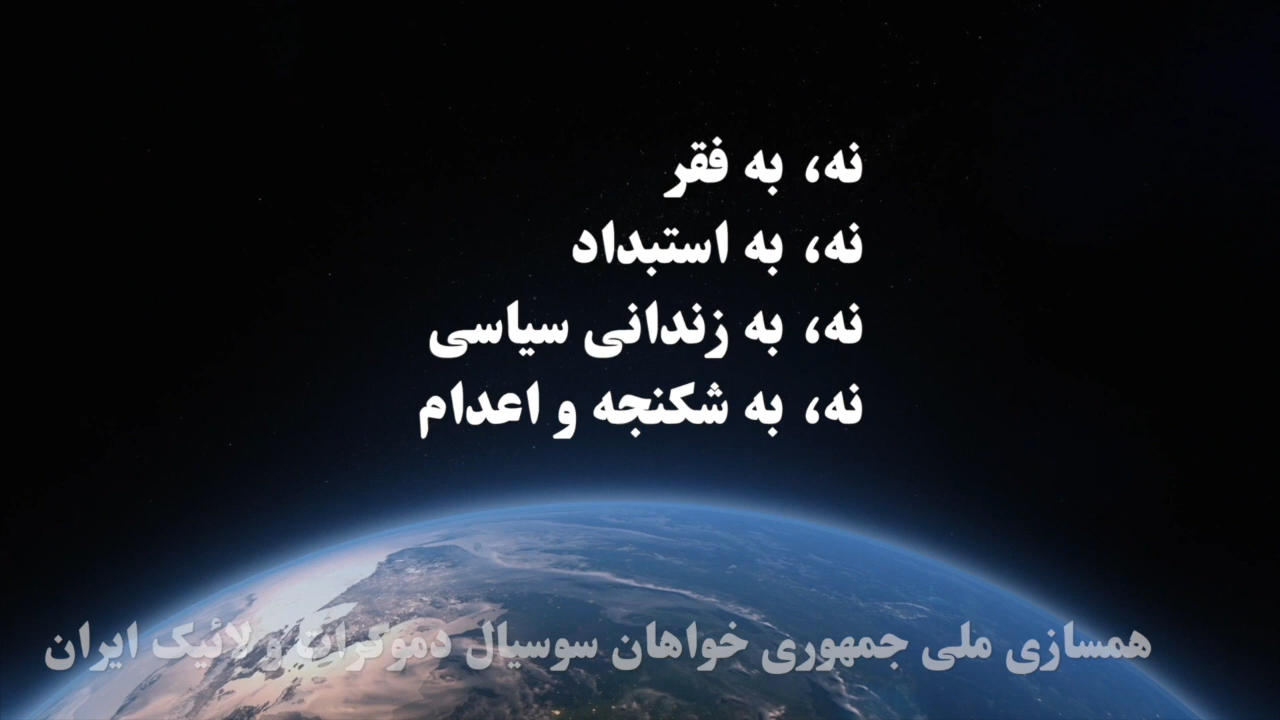 نه، به فقر
نه، به استبداد
نه، به زندانی سیاسی
نه، به شکنجه و اعدام
همسازی ملی جمهوری خواهان سوسیال دموکرات و لائیک ایران